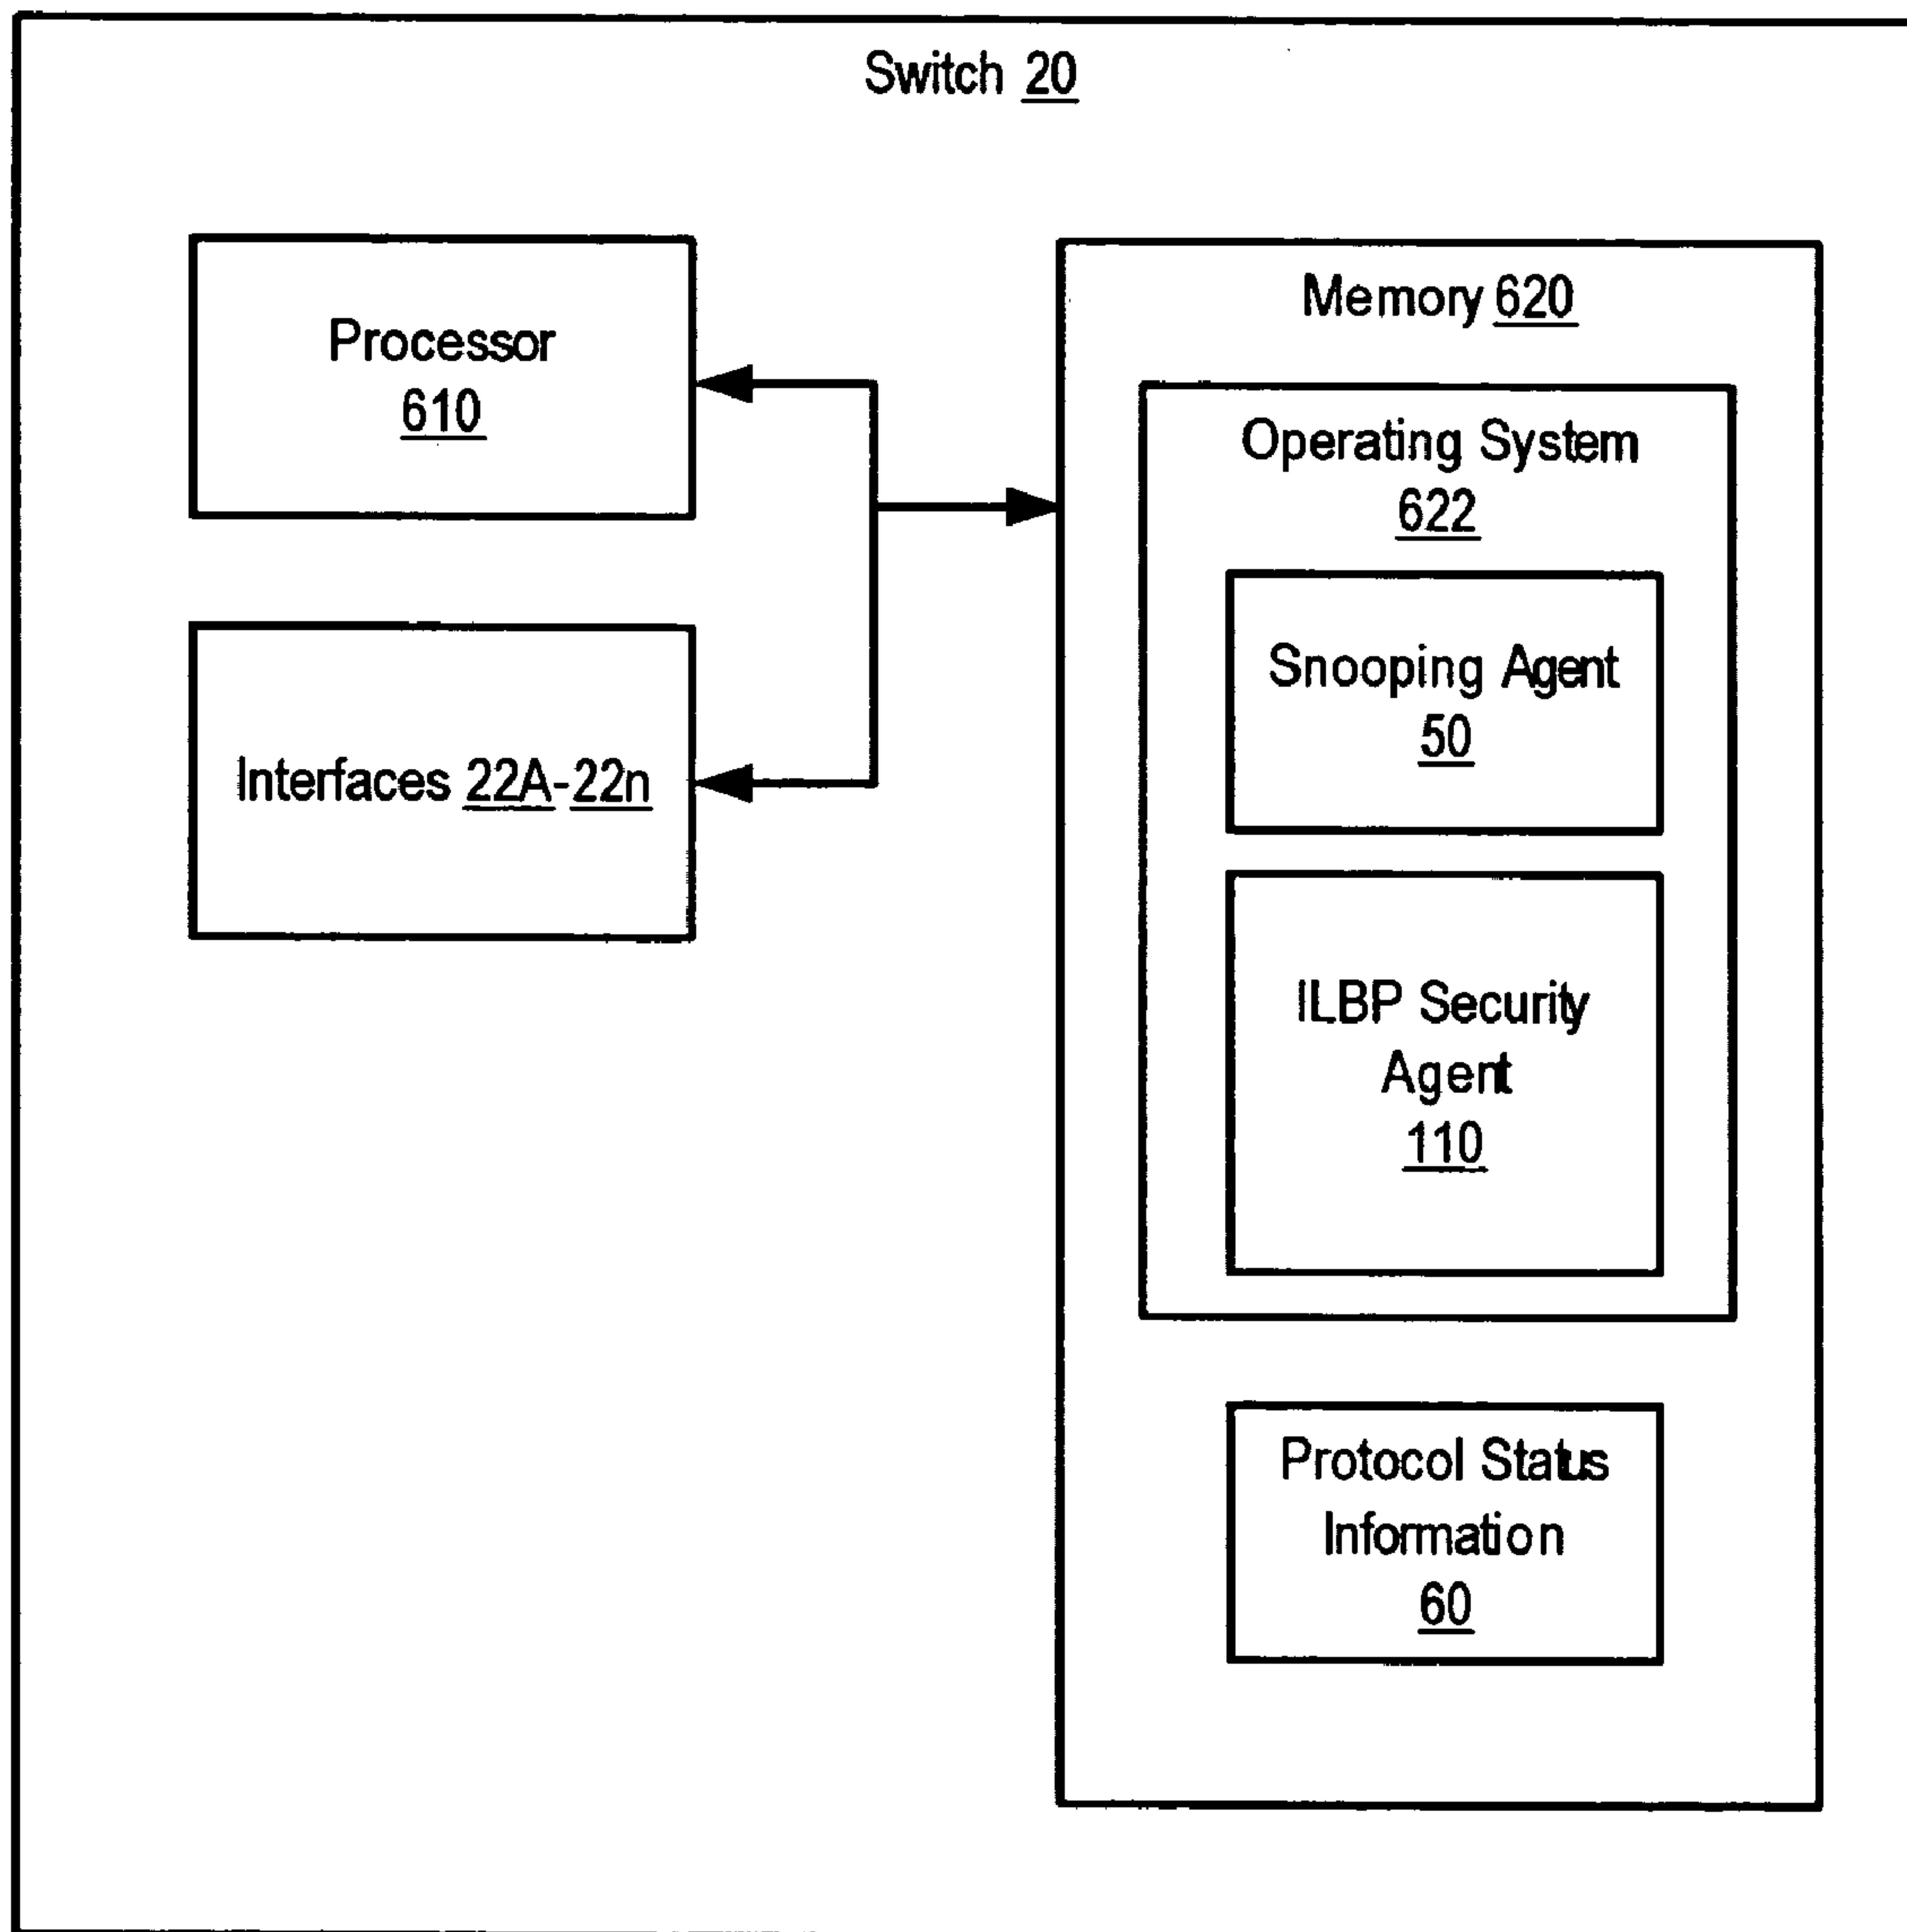 Switch 20
Processor
610
Interfaces 22A-22n
Memory 620
Operating System
622
Snooping Agent
50
ILBP Security
Agent
110
Protocol Status
Information
60